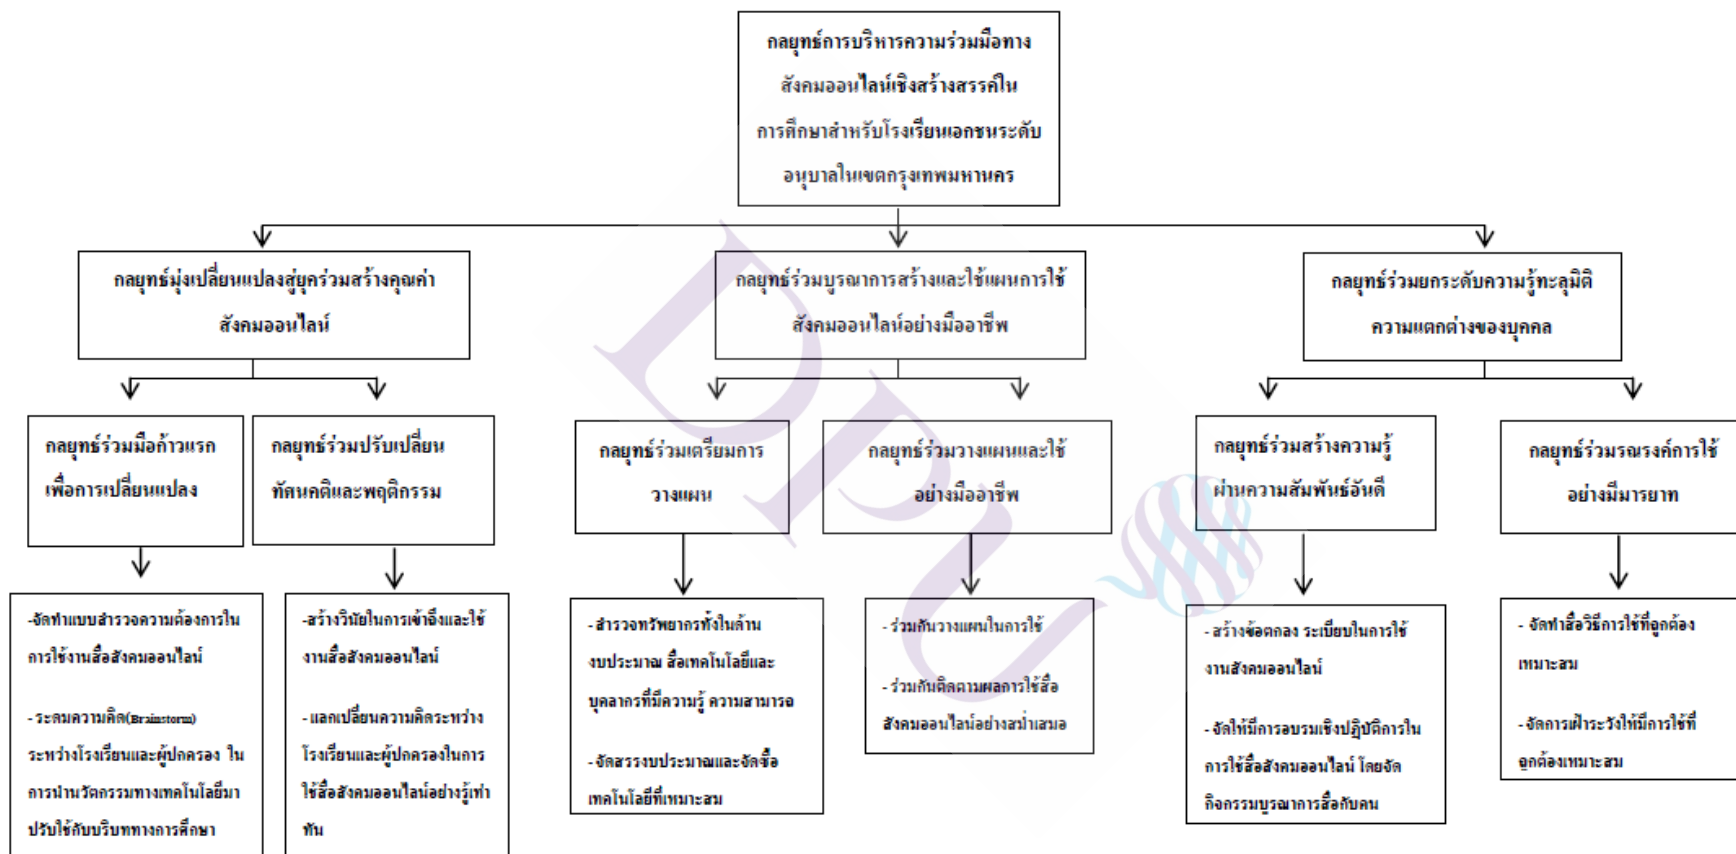 กลยุทธ์การบริหารความร่วมมือทาง
สังคมออนไลน์เชิงสร้างสรรค์ใน
การศึกษาสำหรับโรงเรียนเอกชนระดับ
อนุบาลในเขตกรุงเทพมหานคร
กลยุทธ์มุ่งเปลี่ยนแปลงสู่ยุคร่วมสร้างคุณค่า
สังคมออนไลน์
กลยุทธ์ร่วมบูรณาการสร้างและใช้แผนการใช้
สังคมออนไลน์อย่างมืออาชีพ
กลยุทธ์ร่วมยกระดับความรู้ทะลุมิติ
ความแตกต่างของบุคคล
กลยุทธ์ร่วมมือก้าวแรก
เพื่อการเปลี่ยนแปลง
กลยุทธ์ร่วมปรับเปลี่ยน
ทัศนคติและพฤติกรรม
กลยุทธ์ร่วมเตรียมการ
วางแผน
กลยุทธ์ร่วมวางแผนและใช้
อย่างมืออาชีพ
กลยุทธ์ร่วมสร้างความรู้
ผ่านความสัมพันธ์อันดี
กลยุทธ์ร่วมรณรงค์การใช้
อย่างมีมารยาท
-จัดทำแบบสำรวจความต้องการใน
การใช้งานสื่อสังคมออนไลน์
- ระดมความคิด(Brainstorm)
ระหว่างโรงเรียนและผู้ปกครอง ใน
การนำนวัตกรรมทางเทคโนโลยีมา
ปรับใช้กับบริบททางการศึกษา
-สร้างวินัยในการเข้าถึงและใช้
งานสื่อสังคมออนไลน์
- แลกเปลี่ยนความคิดระหว่าง
โรงเรียนและผู้ปกครองในการ
ใช้สื่อสังคมออนไลน์อย่างรู้เท่า
ทัน
- สำรวจทรัพยากรทั้งในด้าน
งบประมาณ สื่อเทคโนโลยีและ
บุคลากรที่มีความรู้ ความสามารถ
- จัดสรรงบประมาณและจัดซื้อ
เทคโนโลยีที่เหมาะสม
- ร่วมกันวางแผนในการใช้
- ร่วมกันติดตามผลการใช้สื่อ
สังคมออนไลน์อย่างสม่ำเสมอ
- สร้างข้อตกลง ระเบียบในการใช้
งานสังคมออนไลน์
- จัดให้มีการอบรมเชิงปฏิบัติการใน
การใช้สื่อสังคมออนไลน์ โดยจัด
กิจกรรมบูรณาการสื่อกับคน
- จัดทำสื่อวิธีการใช้ที่ถูกต้อง
เหมาะสม
- จัดการเฝ้าระวังให้มีการใช้ที่
ถูกต้องเหมาะสม
DPU